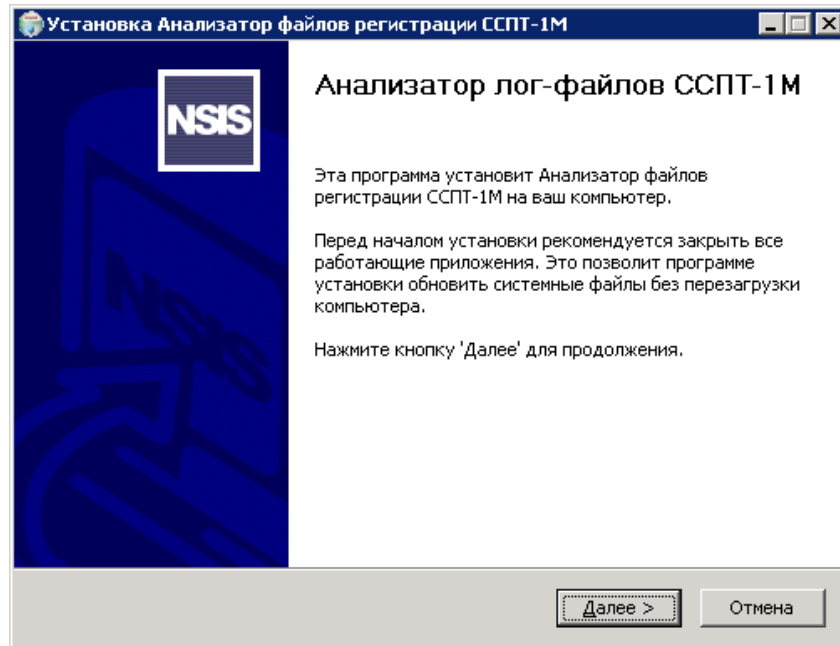 Установка Анализатор файлов регистрации ССПТ-1М
NSIS
Анализатор лог-файлов ССПТ-1М
Эта программа установит Анализатор файлов
регистрации ССПТ-1М на ваш компьютер.
Перед началом установки рекомендуется закрыть все
работающие приложения. Это позволит программе
установки обновить системные файлы без перезагрузки
компьютера.
Нажмите кнопку 'Далее' для продолжения.
NSIS
Далее >
Отмена